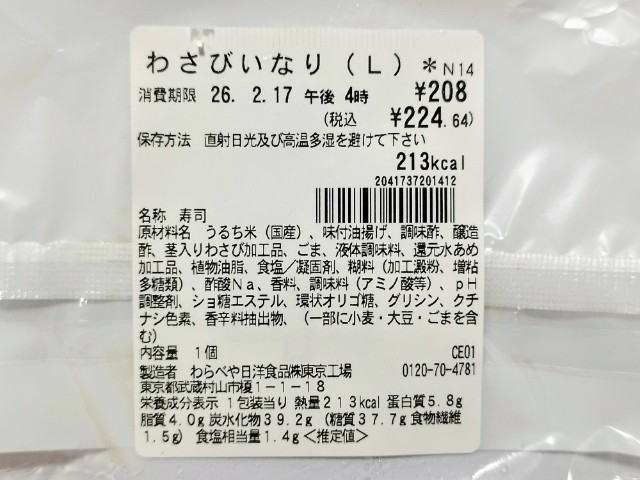 わさびいなり（Ｌ）＊N14
消費期限 26. 2.17 午後 4時 ¥208
(税込 ¥224.64)
保存方法 直射日光及び高温多湿を避けて下さい
213kcal
2041737201412
名称 寿司
原材料名 うるち米（国産）、味付油揚げ、調味酢、醸造
酢、茎入りわさび加工品、ごま、液体調味料、還元水あめ
加工品、植物油脂、食塩／凝固剤、糊料（加工澱粉、増粘
多糖類）、酢酸Ｎａ、香料、調味料（アミノ酸等）、ｐＨ
調整剤、ショ糖エステル、環状オリゴ糖、グリシン、クチ
ナシ色素、香辛料抽出物、（一部に小麦・大豆・ごまを含
む）
内容量 1個 CE01
製造者 わらべや日洋食品㈱東京工場 0120-70-4781
東京都武蔵村山市榎１－１－１８
栄養成分表示 １包装当り 熱量２１３kcal 蛋白質５.８g
脂質４.０g 炭水化物３９.２g （糖質３７.７g 食物繊維
１.５g） 食塩相当量１.４g＜推定値＞